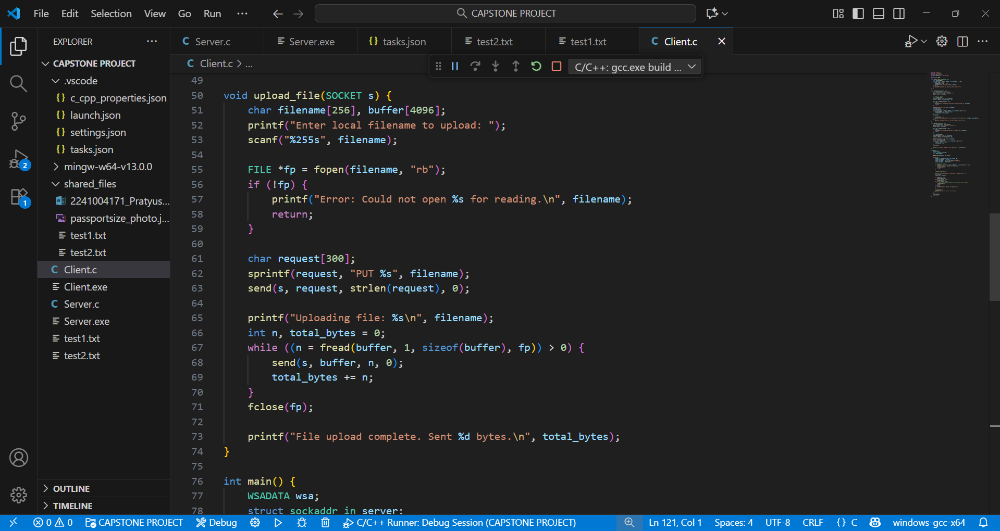 File Edit Selection View Go Run ··· CAPSTONE PROJECT
EXPLORER
CAPSTONE PROJECT
.vscode
{} c_cpp_properties.json
{} launch.json
{} settings.json
{} tasks.json
mingw-w64-v13.0.0
shared_files
2241004171_Pratyus...
passportsize_photo.j...
test1.txt
test2.txt
C Client.c
Client.exe
C Server.c
Server.exe
test1.txt
test2.txt
OUTLINE
TIMELINE
2
1
C Server.c Server.exe {} tasks.json test2.txt test1.txt C Client.c
C Client.c > ...
C/C++: gcc.exe build ...
49
50 void upload_file(SOCKET s) {
51 char filename[256], buffer[4096];
52 printf("Enter local filename to upload: ");
53 scanf("%255s", filename);
54
55 FILE *fp = fopen(filename, "rb");
56 if (!fp) {
57 printf("Error: Could not open %s for reading.\n", filename);
58 return;
59 }
60
61 char request[300];
62 sprintf(request, "PUT %s", filename);
63 send(s, request, strlen(request), 0);
64
65 printf("Uploading file: %s\n", filename);
66 int n, total_bytes = 0;
67 while ((n = fread(buffer, 1, sizeof(buffer), fp)) > 0) {
68 send(s, buffer, n, 0);
69 total_bytes += n;
70 }
71 fclose(fp);
72
73 printf("File upload complete. Sent %d bytes.\n", total_bytes);
74 }
75
76 int main() {
77 WSADATA wsa;
78 struct sockaddr_in server;
0 0 CAPSTONE PROJECT Debug C/C++ Runner: Debug Session (CAPSTONE PROJECT) Ln 121, Col 1 Spaces: 4 UTF-8 CRLF {} C windows-gcc-x64